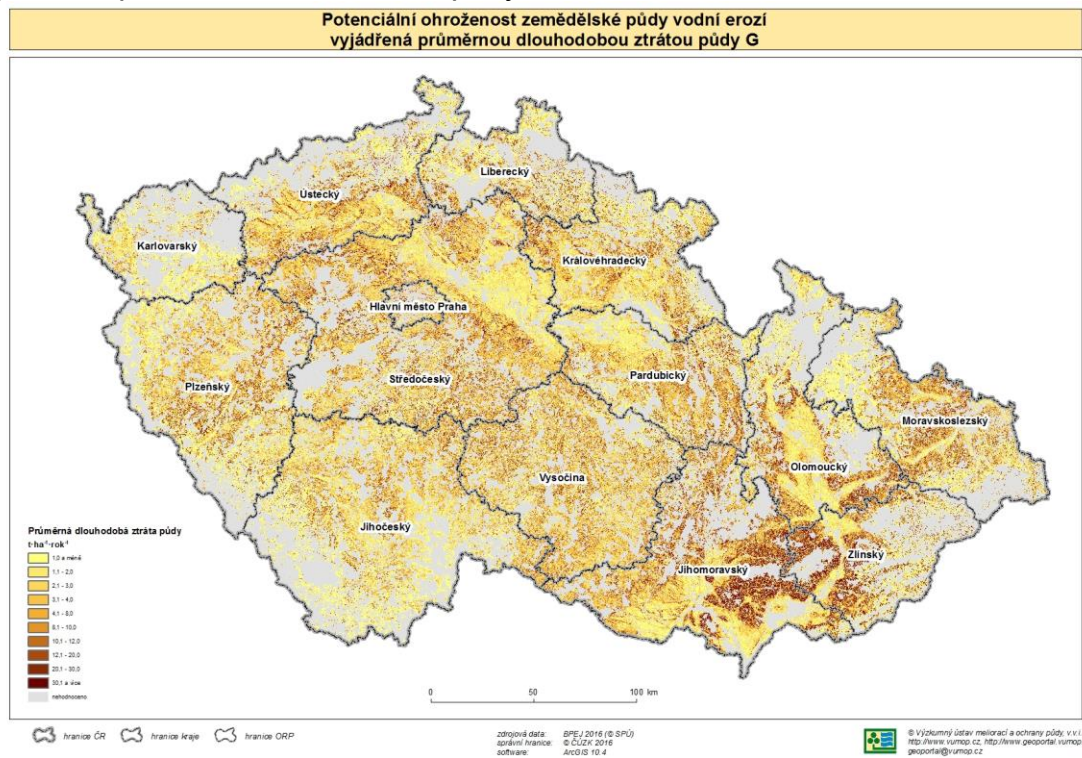 Potenciální ohroženost zemědělské půdy vodní erozí
vyjádřená průměrnou dlouhodobou ztrátou půdy G
Liberecký
Ústecký
Karlovarský
Královéhradecký
Hlavní město Praha
Plzeňský
Středočeský
Pardubický
Moravskoslezský
Olomoucký
Vysočina
Jihočeský
Zlínský
Jihomoravský
Průměrná dlouhodobá ztráta půdy
t·ha⁻¹·rok⁻¹
1,0 a méně
1,1 - 2,0
2,1 - 3,0
3,1 - 4,0
4,1 - 8,0
8,1 - 10,0
10,1 - 12,0
12,1 - 20,0
20,1 - 30,0
30,1 a více
nehodnoceno
0 50 100 km
hranice ČR hranice kraje hranice ORP
zdrojová data: BPEJ 2016 (© SPÚ)
správní hranice: © ČÚZK 2016
software: ArcGIS 10.4
© Výzkumný ústav meliorací a ochrany půdy, v.v.i.
http://www.vumop.cz, http://www.geoportal.vumop
geoportal@vumop.cz